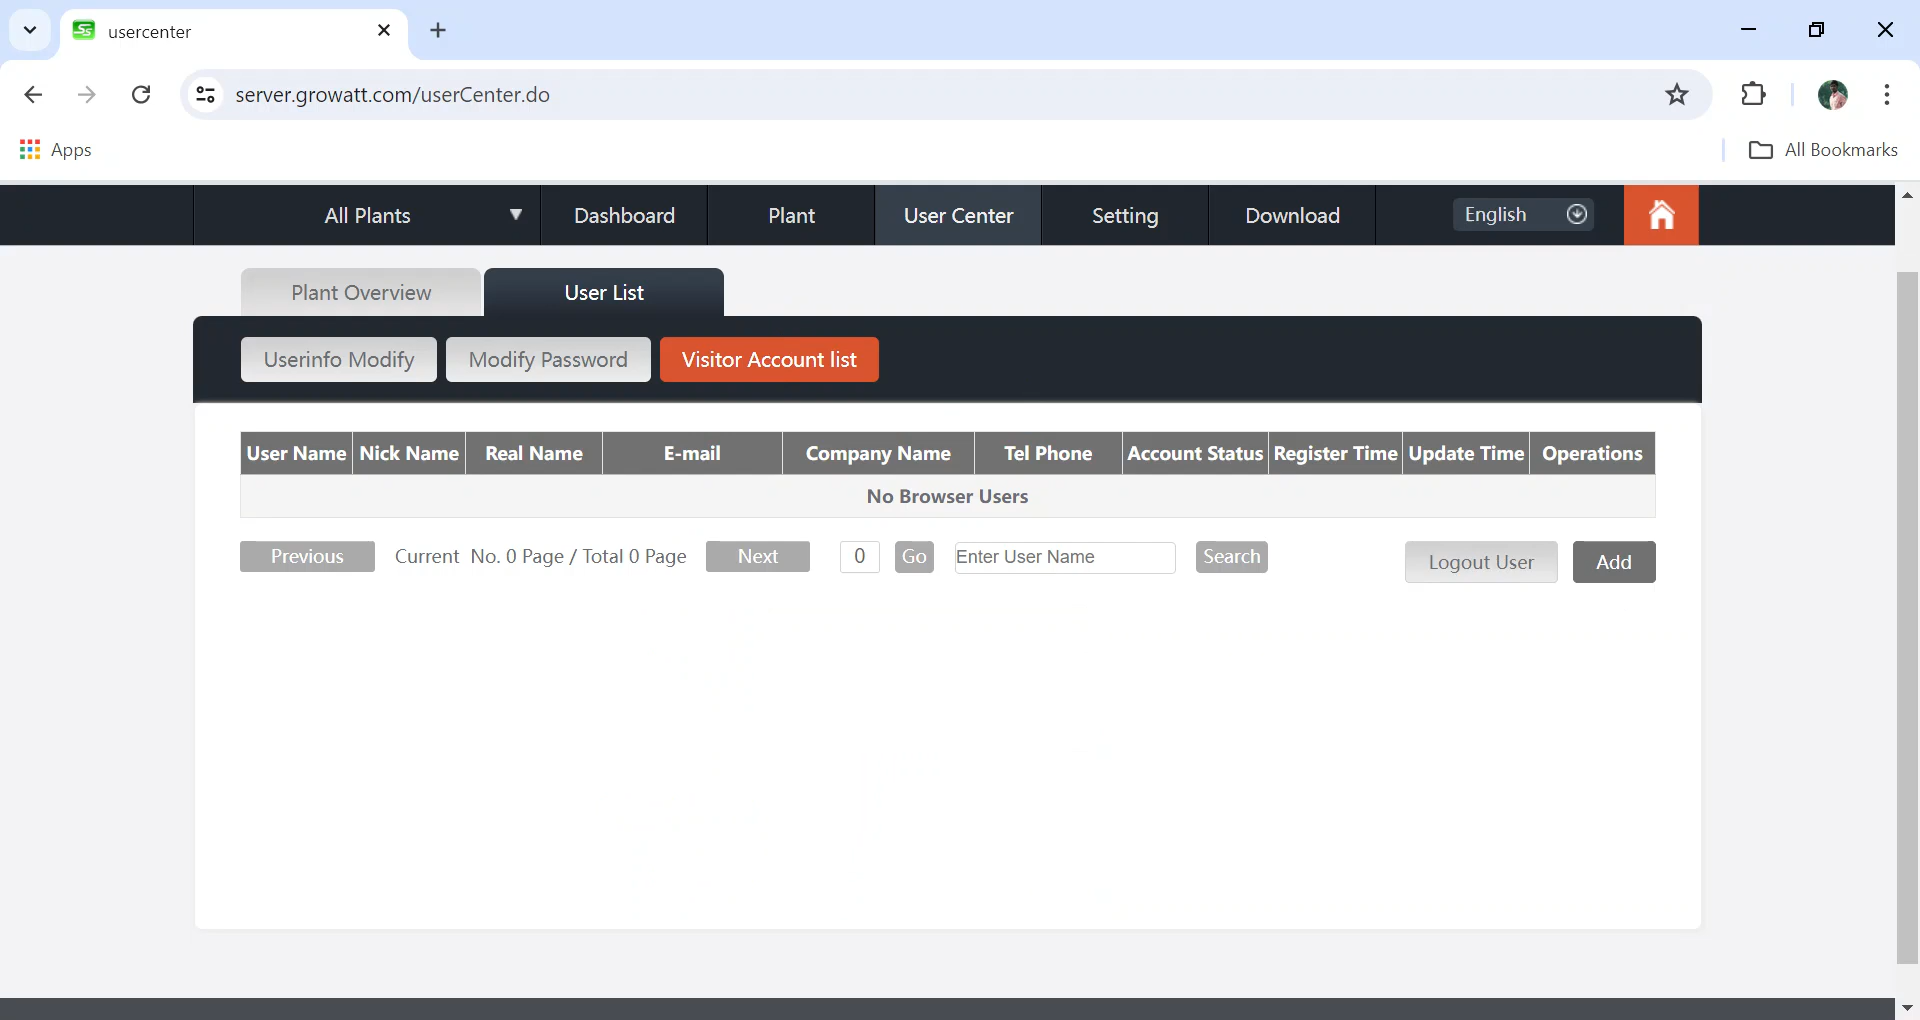 usercenter
server.growatt.com/userCenter.do
Apps
All Bookmarks
All Plants ▼ Dashboard Plant User Center Setting Download English
Plant Overview User List
Userinfo Modify Modify Password Visitor Account list
User Name Nick Name Real Name E-mail Company Name Tel Phone Account Status Register Time Update Time Operations
No Browser Users
Previous Current No. 0 Page / Total 0 Page Next 0 Go Enter User Name Search Logout User Add